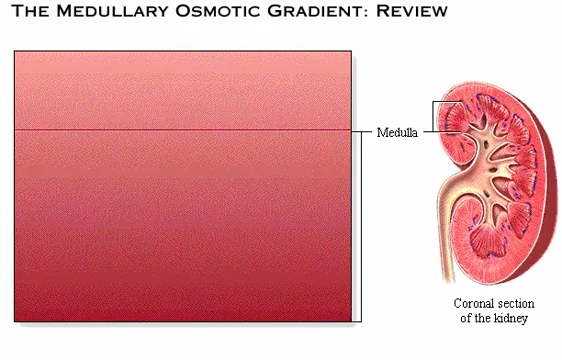 THE MEDULLARY OSMOTIC GRADIENT: REVIEW
Medulla
Coronal section
of the kidney